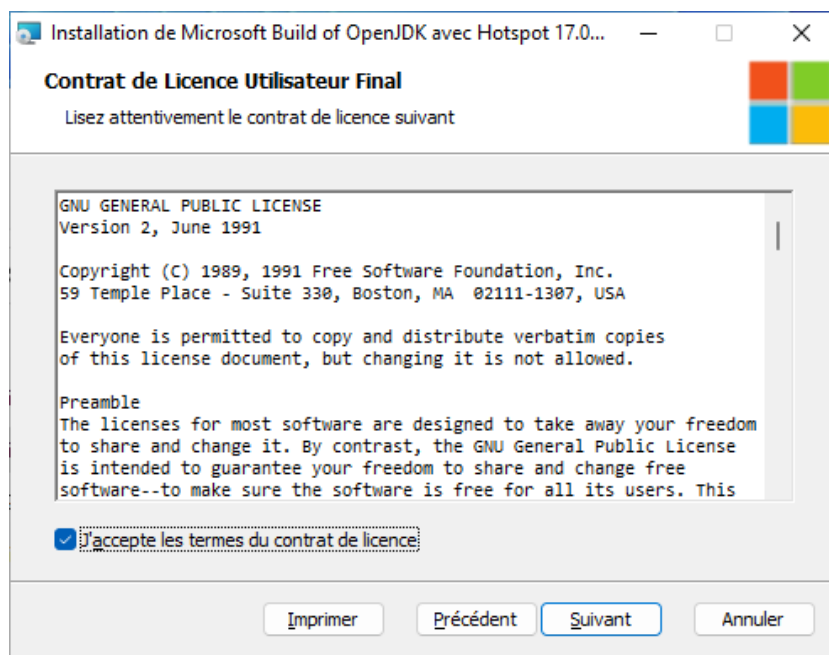 Installation de Microsoft Build of OpenJDK avec Hotspot 17.0...
Contrat de Licence Utilisateur Final
Lisez attentivement le contrat de licence suivant
GNU GENERAL PUBLIC LICENSE
Version 2, June 1991
Copyright (C) 1989, 1991 Free Software Foundation, Inc.
59 Temple Place - Suite 330, Boston, MA  02111-1307, USA
Everyone is permitted to copy and distribute verbatim copies
of this license document, but changing it is not allowed.
Preamble
The licenses for most software are designed to take away your freedom
to share and change it. By contrast, the GNU General Public License
is intended to guarantee your freedom to share and change free
software--to make sure the software is free for all its users. This
J'accepte les termes du contrat de licence
Imprimer
Précédent
Suivant
Annuler